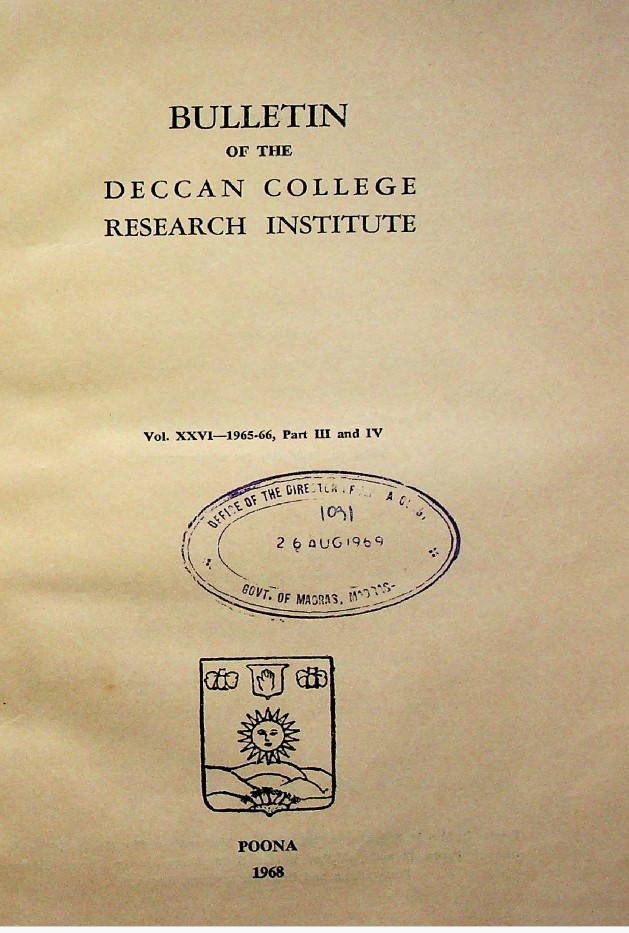 BULLETIN
OF THE
DECCAN COLLEGE
RESEARCH INSTITUTE
Vol. XXVI—1965-66, Part III and IV
OFFICE OF THE
1091
26 AUG 1969
GOVT. OF MADRAS,
POONA
1968